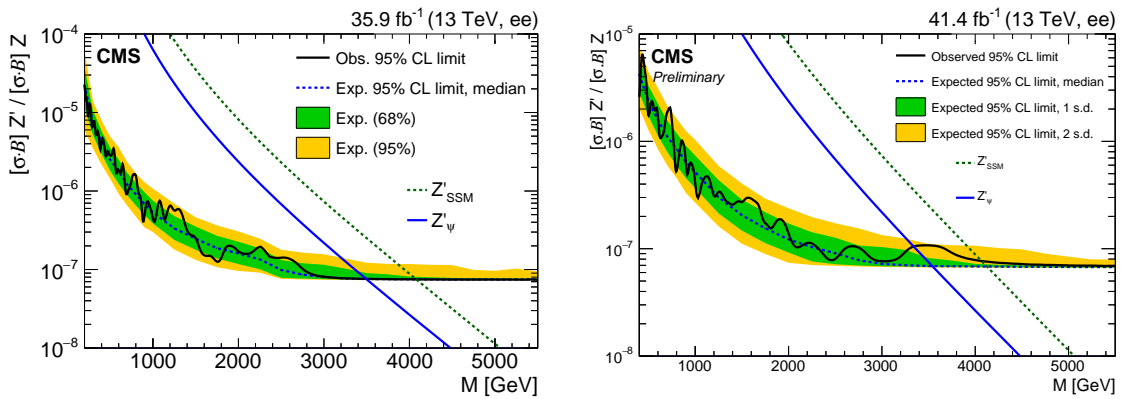 35.9 fb⁻¹ (13 TeV, ee)
CMS
Obs. 95% CL limit
Exp. 95% CL limit, median
Exp. (68%)
Exp. (95%)
Z'SSM
Z'ψ
[σ·B] Z' / [σ·B] Z
10⁻⁴
10⁻⁵
10⁻⁶
10⁻⁷
10⁻⁸
1000 2000 3000 4000 5000
M [GeV]
41.4 fb⁻¹ (13 TeV, ee)
CMS
Preliminary
Observed 95% CL limit
Expected 95% CL limit, median
Expected 95% CL limit, 1 s.d.
Expected 95% CL limit, 2 s.d.
Z'SSM
Z'ψ
[σ·B] Z' / [σ·B] Z
10⁻⁵
10⁻⁶
10⁻⁷
10⁻⁸
1000 2000 3000 4000 5000
M [GeV]